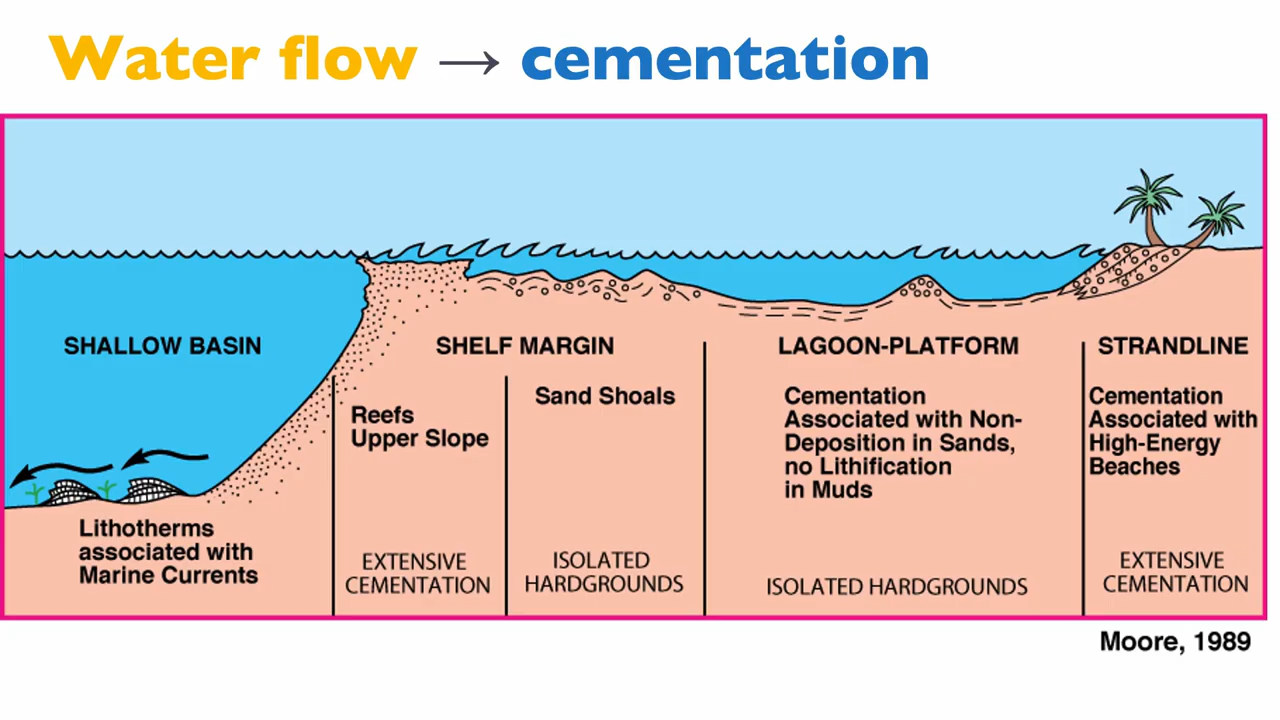 Water flow → cementation
SHALLOW BASIN
SHELF MARGIN
LAGOON-PLATFORM
STRANDLINE
Reefs
Upper Slope
Sand Shoals
Cementation
Associated with Non-
Deposition in Sands,
no Lithification
in Muds
Cementation
Associated with
High-Energy
Beaches
Lithotherms
associated with
Marine Currents
EXTENSIVE
CEMENTATION
ISOLATED
HARDGROUNDS
ISOLATED HARDGROUNDS
EXTENSIVE
CEMENTATION
Moore, 1989